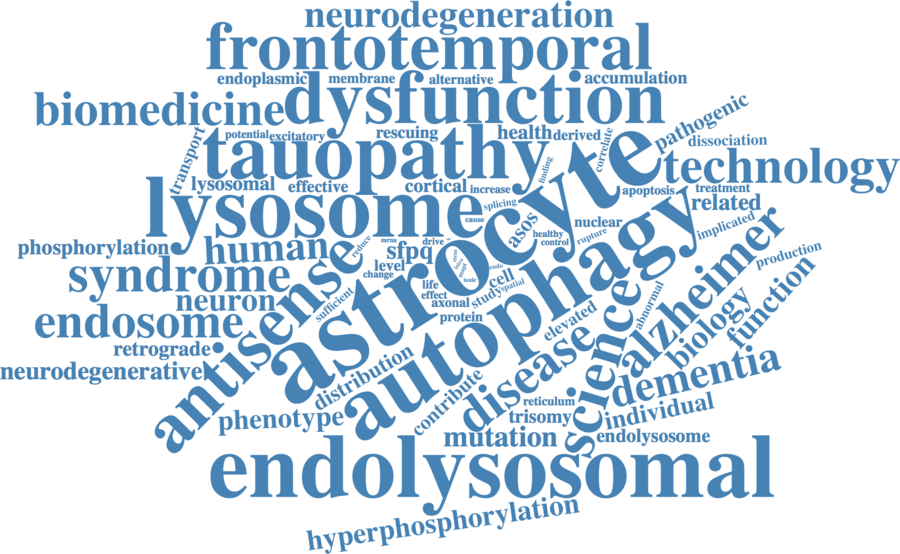 neurodegeneration
frontotemporal
endoplasmic membrane alternative accumulation
biomedicine dysfunction
potential excitatory rescuing health derived
transport tauopathy correlate pathogenic
dissociation
finding
technology
lysosomal effective cortical increase apoptosis treatment
lysosome splicing related
cause
astrocyte
asos nuclear implicated
healthy
control rupture
phosphorylation human reduce mrna drive
sfpq
syndrome level change
stem
toxic endo
cell
life study spatial
neuron sufficient effect axonal
protein
autophagy
endosome antisense elevated abnormal
alzheimer production
retrograde
biology function
neurodegenerative distribution contribute
disease science dementia
reticulum
phenotype trisomy individual
mutation endolysosome
endolysosomal
hyperphosphorylation